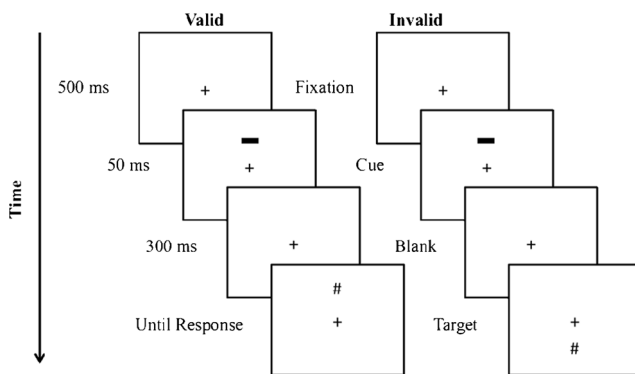 Valid
Invalid
500 ms
+
Fixation
+
50 ms
+
Cue
+
300 ms
+
Blank
+
Until Response
#
+
Target
+
#
Time